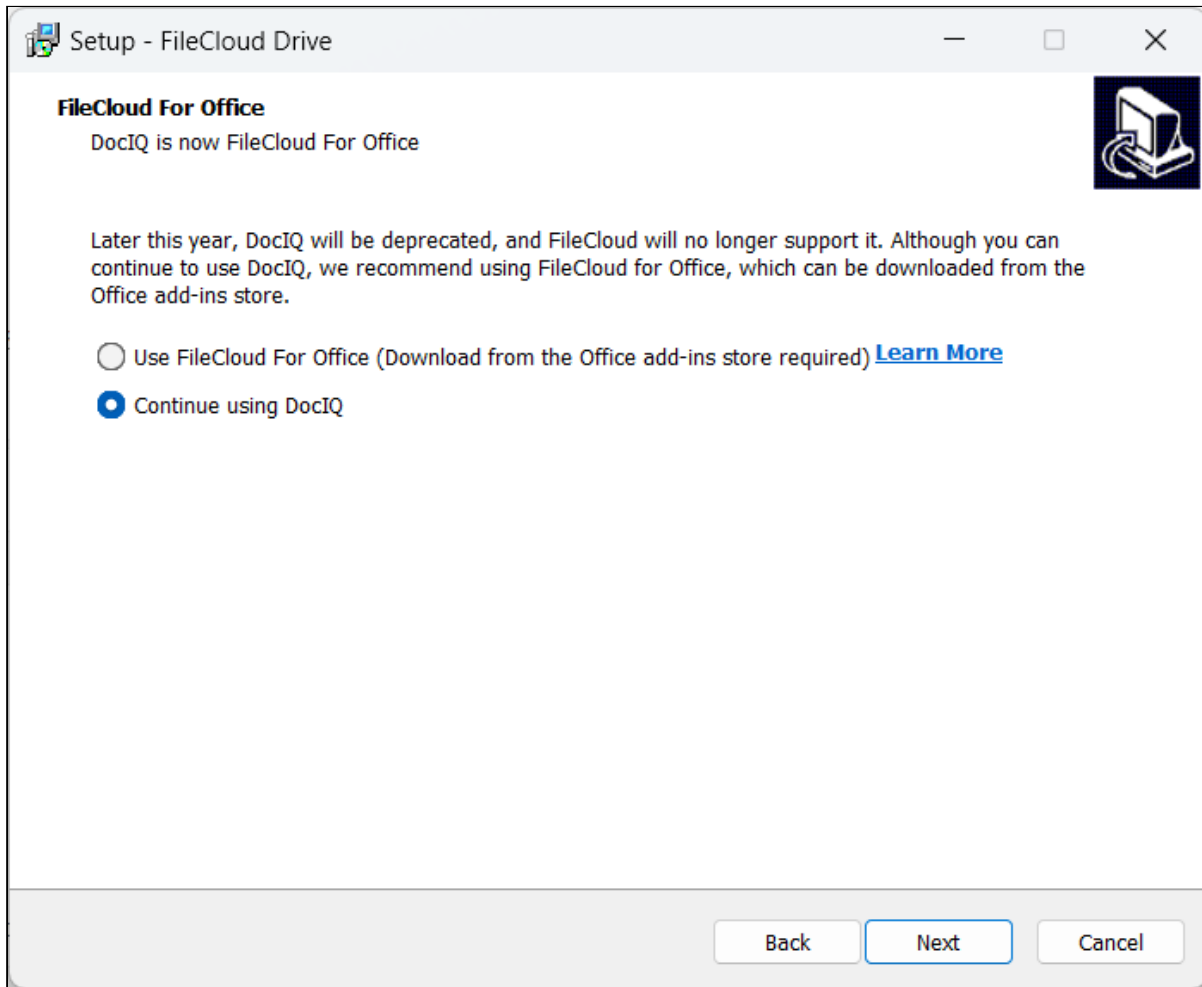 Setup - FileCloud Drive
FileCloud For Office
DocIQ is now FileCloud For Office
Later this year, DocIQ will be deprecated, and FileCloud will no longer support it. Although you can
continue to use DocIQ, we recommend using FileCloud for Office, which can be downloaded from the
Office add-ins store.
Use FileCloud For Office (Download from the Office add-ins store required) Learn More
Continue using DocIQ
Back Next Cancel